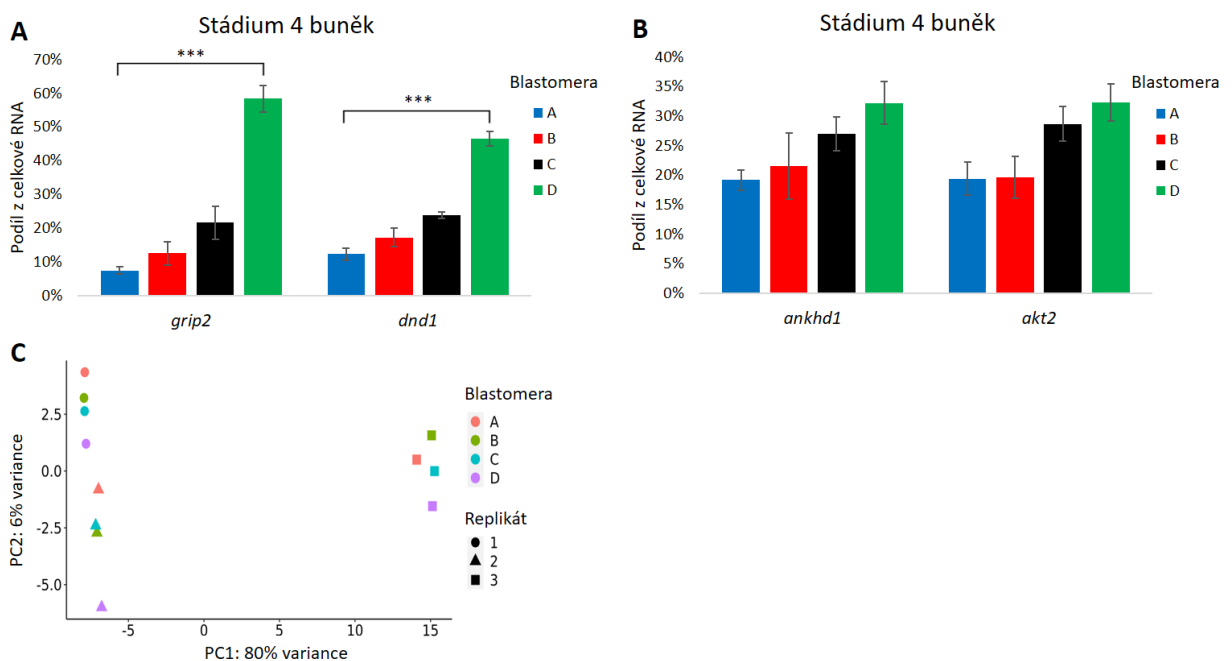 A
Stádium 4 buněk
Podíl z celkové RNA
70%
60%
50%
40%
30%
20%
10%
0%
***
***
grip2
dnd1
Blastomera
A
B
C
D
B
Stádium 4 buněk
Podíl z celkové RNA
40%
35%
30%
25%
20%
15%
10%
5%
0%
ankhd1
akt2
Blastomera
A
B
C
D
C
PC2: 6% variance
2.5
0.0
-2.5
-5.0
-5
0
5
10
15
PC1: 80% variance
Blastomera
A
B
C
D
Replikát
1
2
3